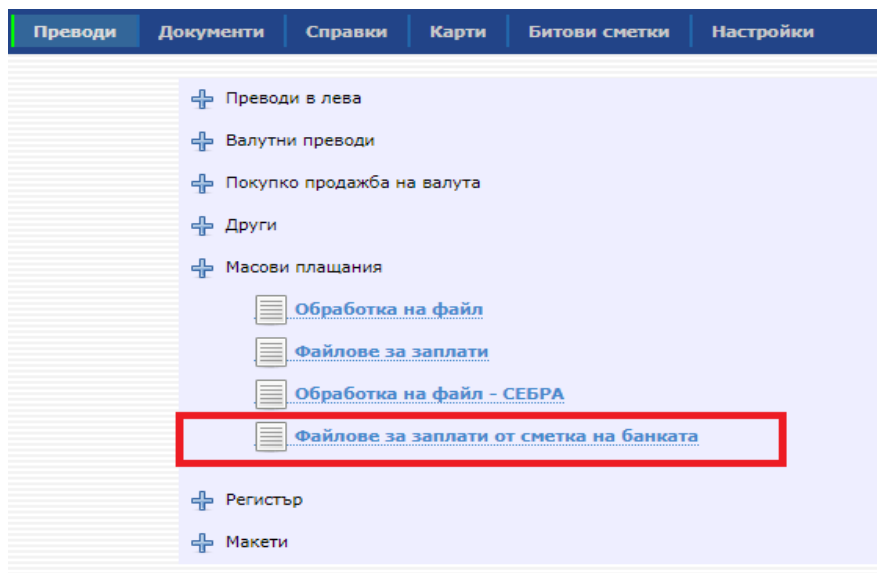 Преводи Документи Справки Карти Битови сметки Настройки
Преводи в лева
Валутни преводи
Покупко продажба на валута
Други
Масови плащания
Обработка на файл
Файлове за заплати
Обработка на файл - СЕБРА
Файлове за заплати от сметка на банката
Регистър
Макети